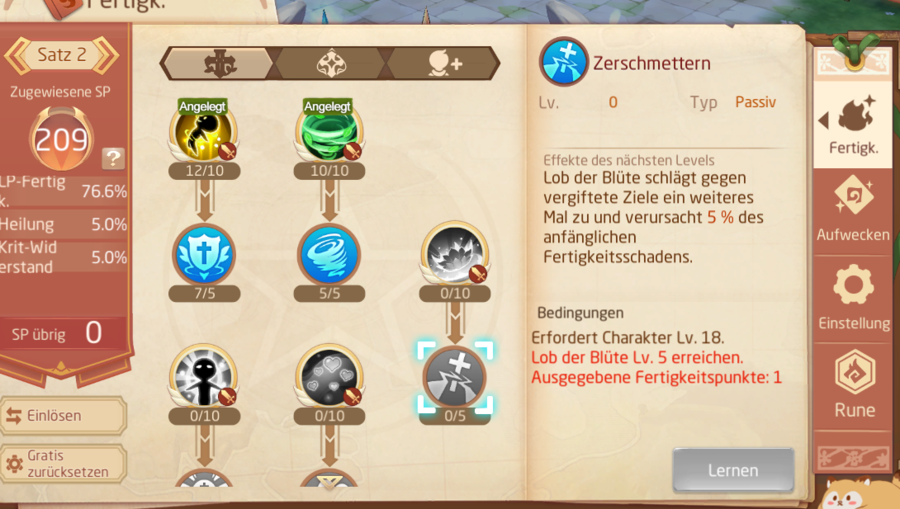 Fertigk.
Satz 2
Zugewiesene SP
209
?
LP-Fertig
k.
76.6%
Heilung
5.0%
Krit-Wid
erstand
5.0%
SP übrig 0
Einlösen
Gratis
zurücksetzen
Angelegt
Angelegt
12/10
10/10
7/5
5/5
0/10
0/10
0/10
0/5
Zerschmettern
Lv. 0 Typ Passiv
Effekte des nächsten Levels
Lob der Blüte schlägt gegen
vergiftete Ziele ein weiteres
Mal zu und verursacht 5 % des
anfänglichen
Fertigkeitsschadens.
Bedingungen
Erfordert Charakter Lv. 18.
Lob der Blüte Lv. 5 erreichen.
Ausgegebene Fertigkeitspunkte: 1
Lernen
Fertigk.
Aufwecken
Einstellung
Rune